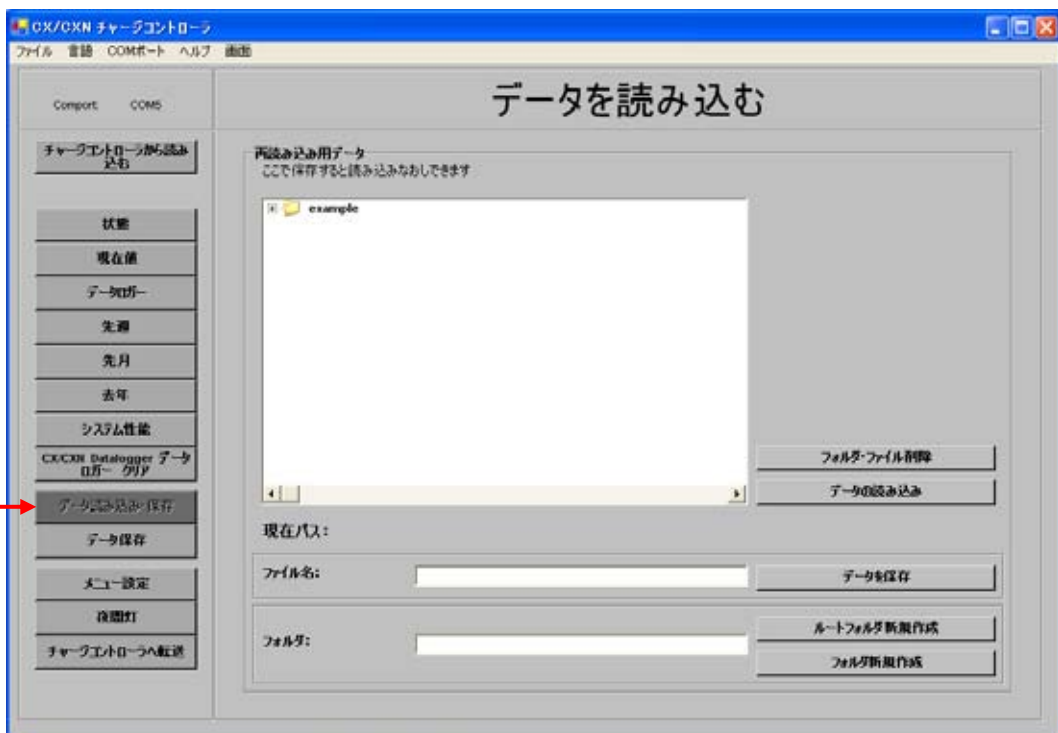 CX/CXN チャージコントローラ
ファイル 言語 COMポート ヘルプ 画面
Comport: COM5
データを読み込む
チャージコントローラから読み
込む
状態
現在値
データロガー
先週
先月
去年
システム性能
CX/CXN Datalogger データ
ロガー クリア
データ読み込み・保存
データ保存
メニュー設定
夜間灯
チャージコントローラへ転送
再読み込み用データ
ここで保存すると読み込みなおしできます
example
フォルダ・ファイル削除
データの読み込み
現在パス:
ファイル名:
データを保存
フォルダ:
ルートフォルダ新規作成
フォルダ新規作成